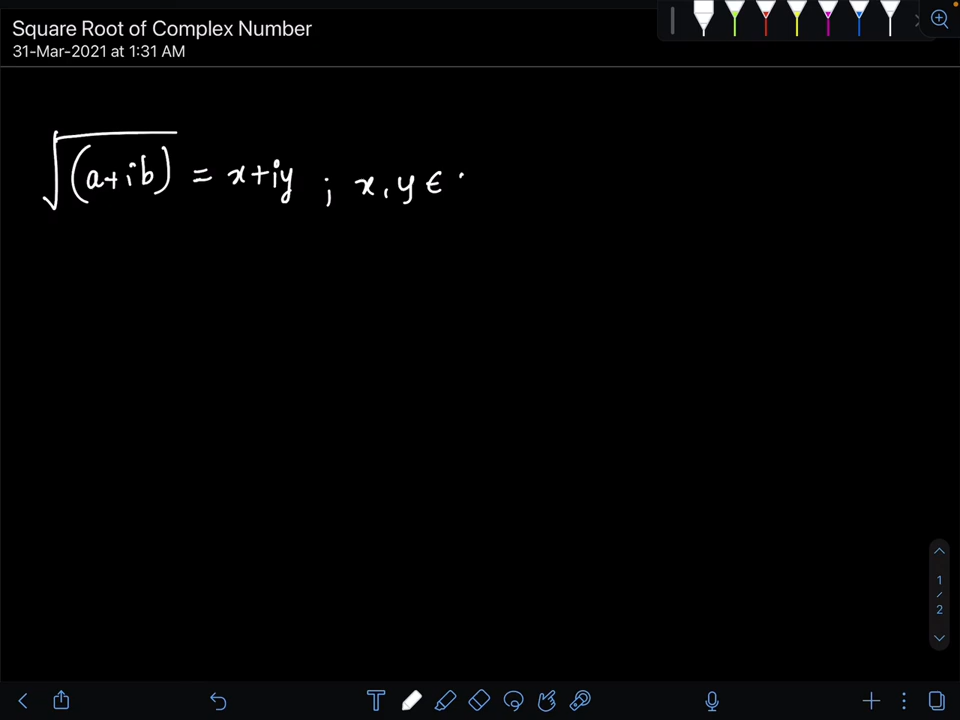 Square Root of Complex Number
31-Mar-2021 at 1:31 AM
√(a+ib) = x+iy ; x, y ∈
1
/
2
T